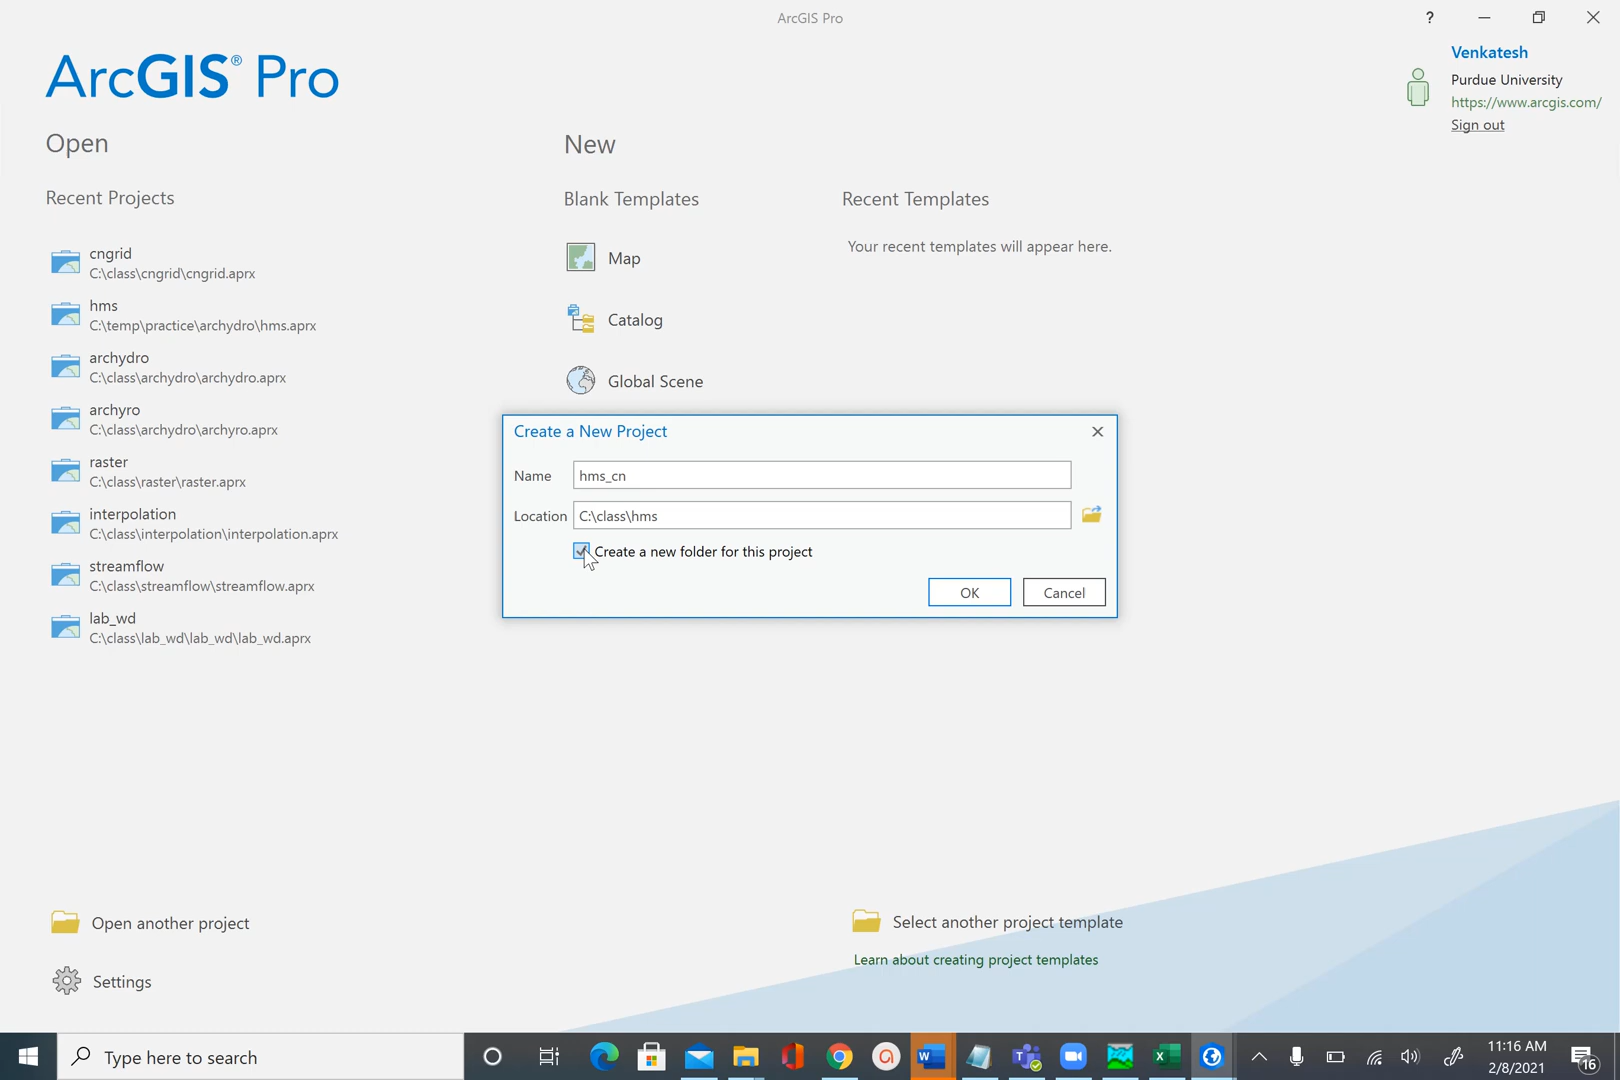 ArcGIS Pro
?
Venkatesh
Purdue University
https://www.arcgis.com/
Sign out
ArcGIS® Pro
Open
New
Recent Projects
Blank Templates
Recent Templates
cngrid
C:\class\cngrid\cngrid.aprx
hms
C:\temp\practice\archydro\hms.aprx
archydro
C:\class\archydro\archydro.aprx
archyro
C:\class\archydro\archyro.aprx
raster
C:\class\raster\raster.aprx
interpolation
C:\class\interpolation\interpolation.aprx
streamflow
C:\class\streamflow\streamflow.aprx
lab_wd
C:\class\lab_wd\lab_wd\lab_wd.aprx
Map
Catalog
Global Scene
Your recent templates will appear here.
Create a New Project
Name hms_cn
Location C:\class\hms
Create a new folder for this project
OK Cancel
Open another project
Settings
Select another project template
Learn about creating project templates
Type here to search
11:16 AM
2/8/2021
16